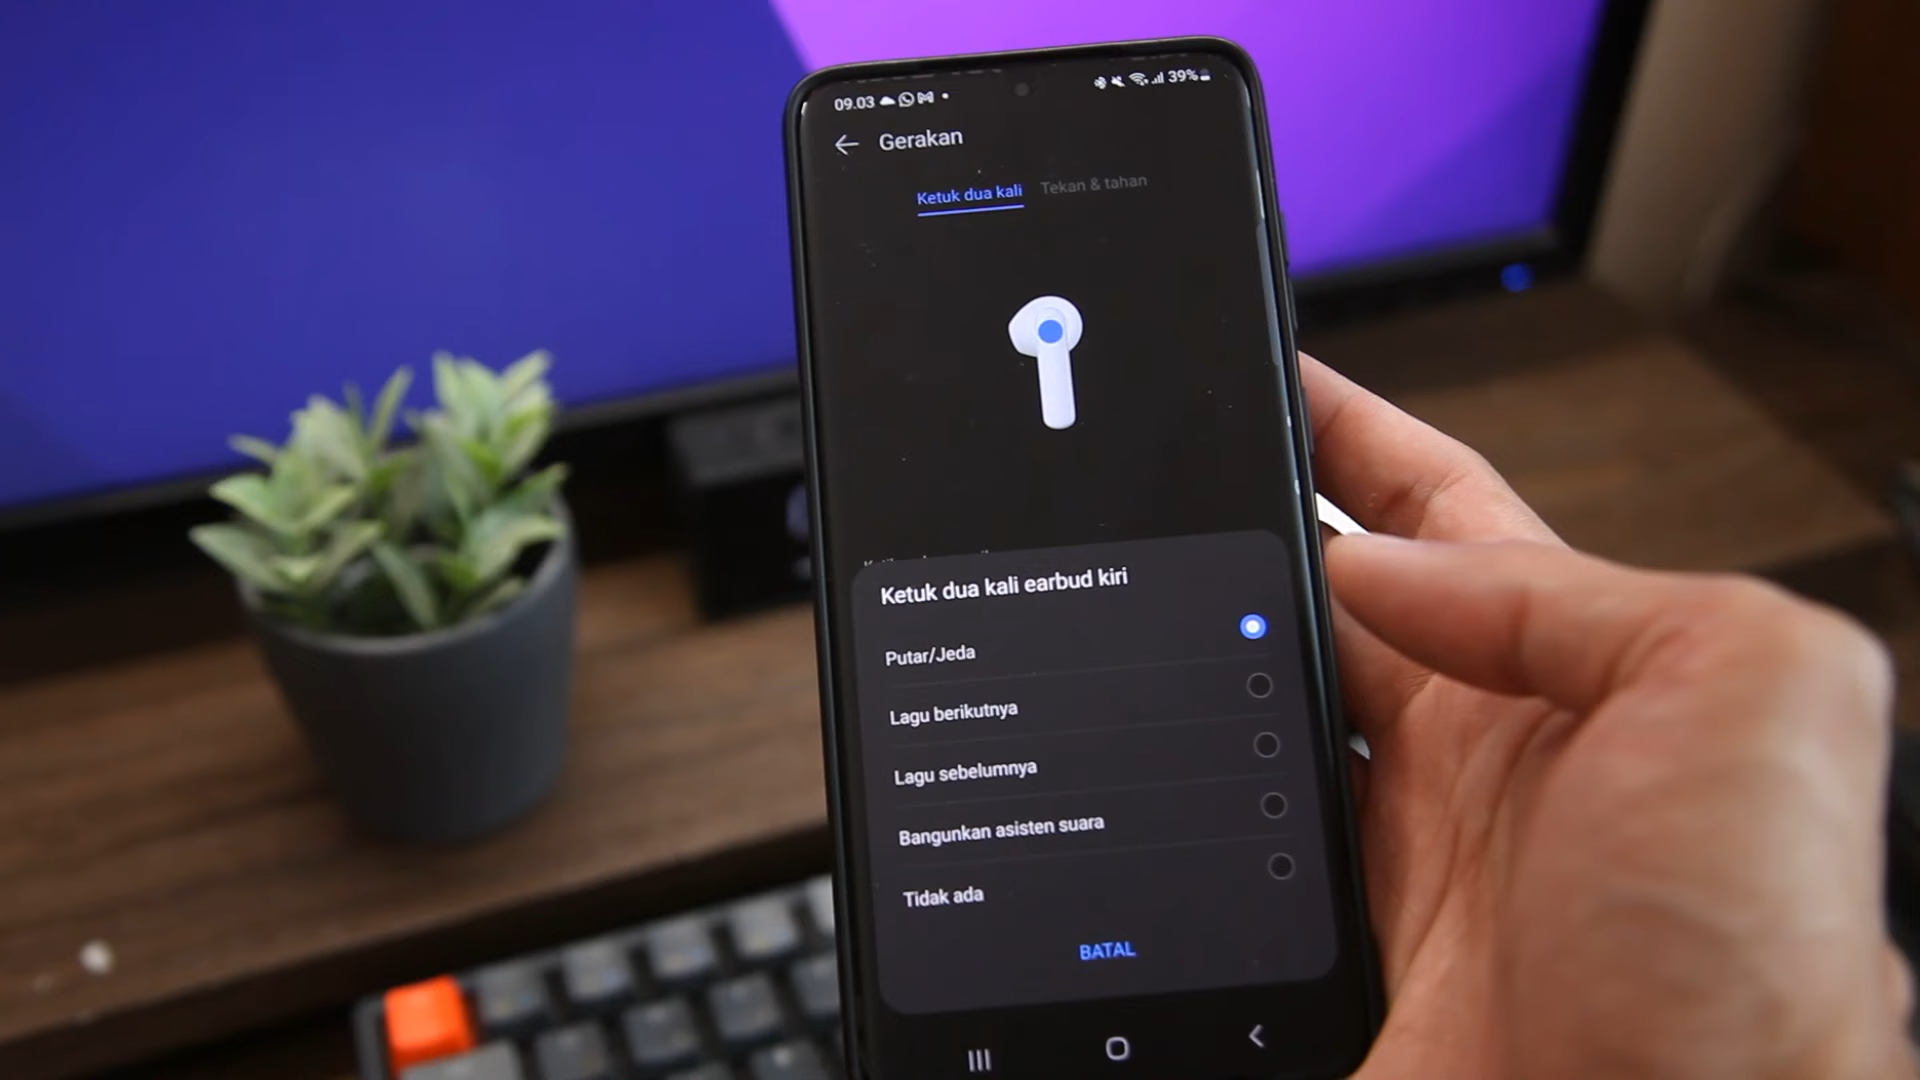 09.03
39%
Gerakan
Ketuk dua kali
Tekan & tahan
Ketuk dua kali earbud kiri
Putar/Jeda
Lagu berikutnya
Lagu sebelumnya
Bangunkan asisten suara
Tidak ada
BATAL